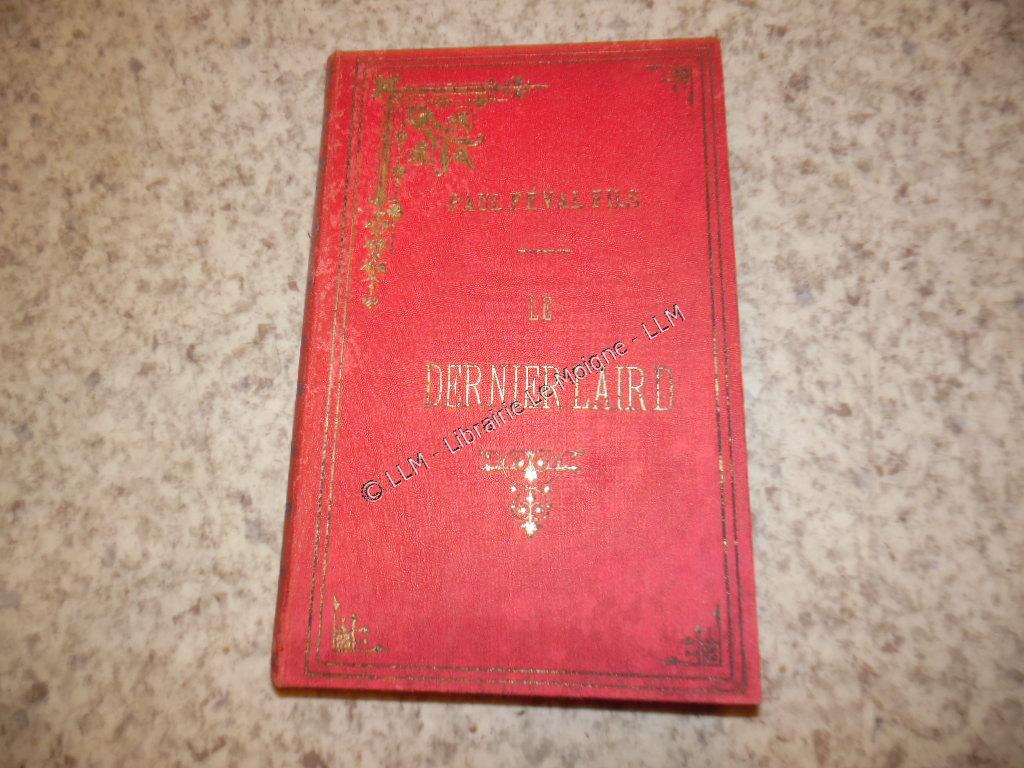 PAUL FÉVAL FILS
LE
DERNIER LAIRD
© LLM - Librairie Le Moigne - LLM